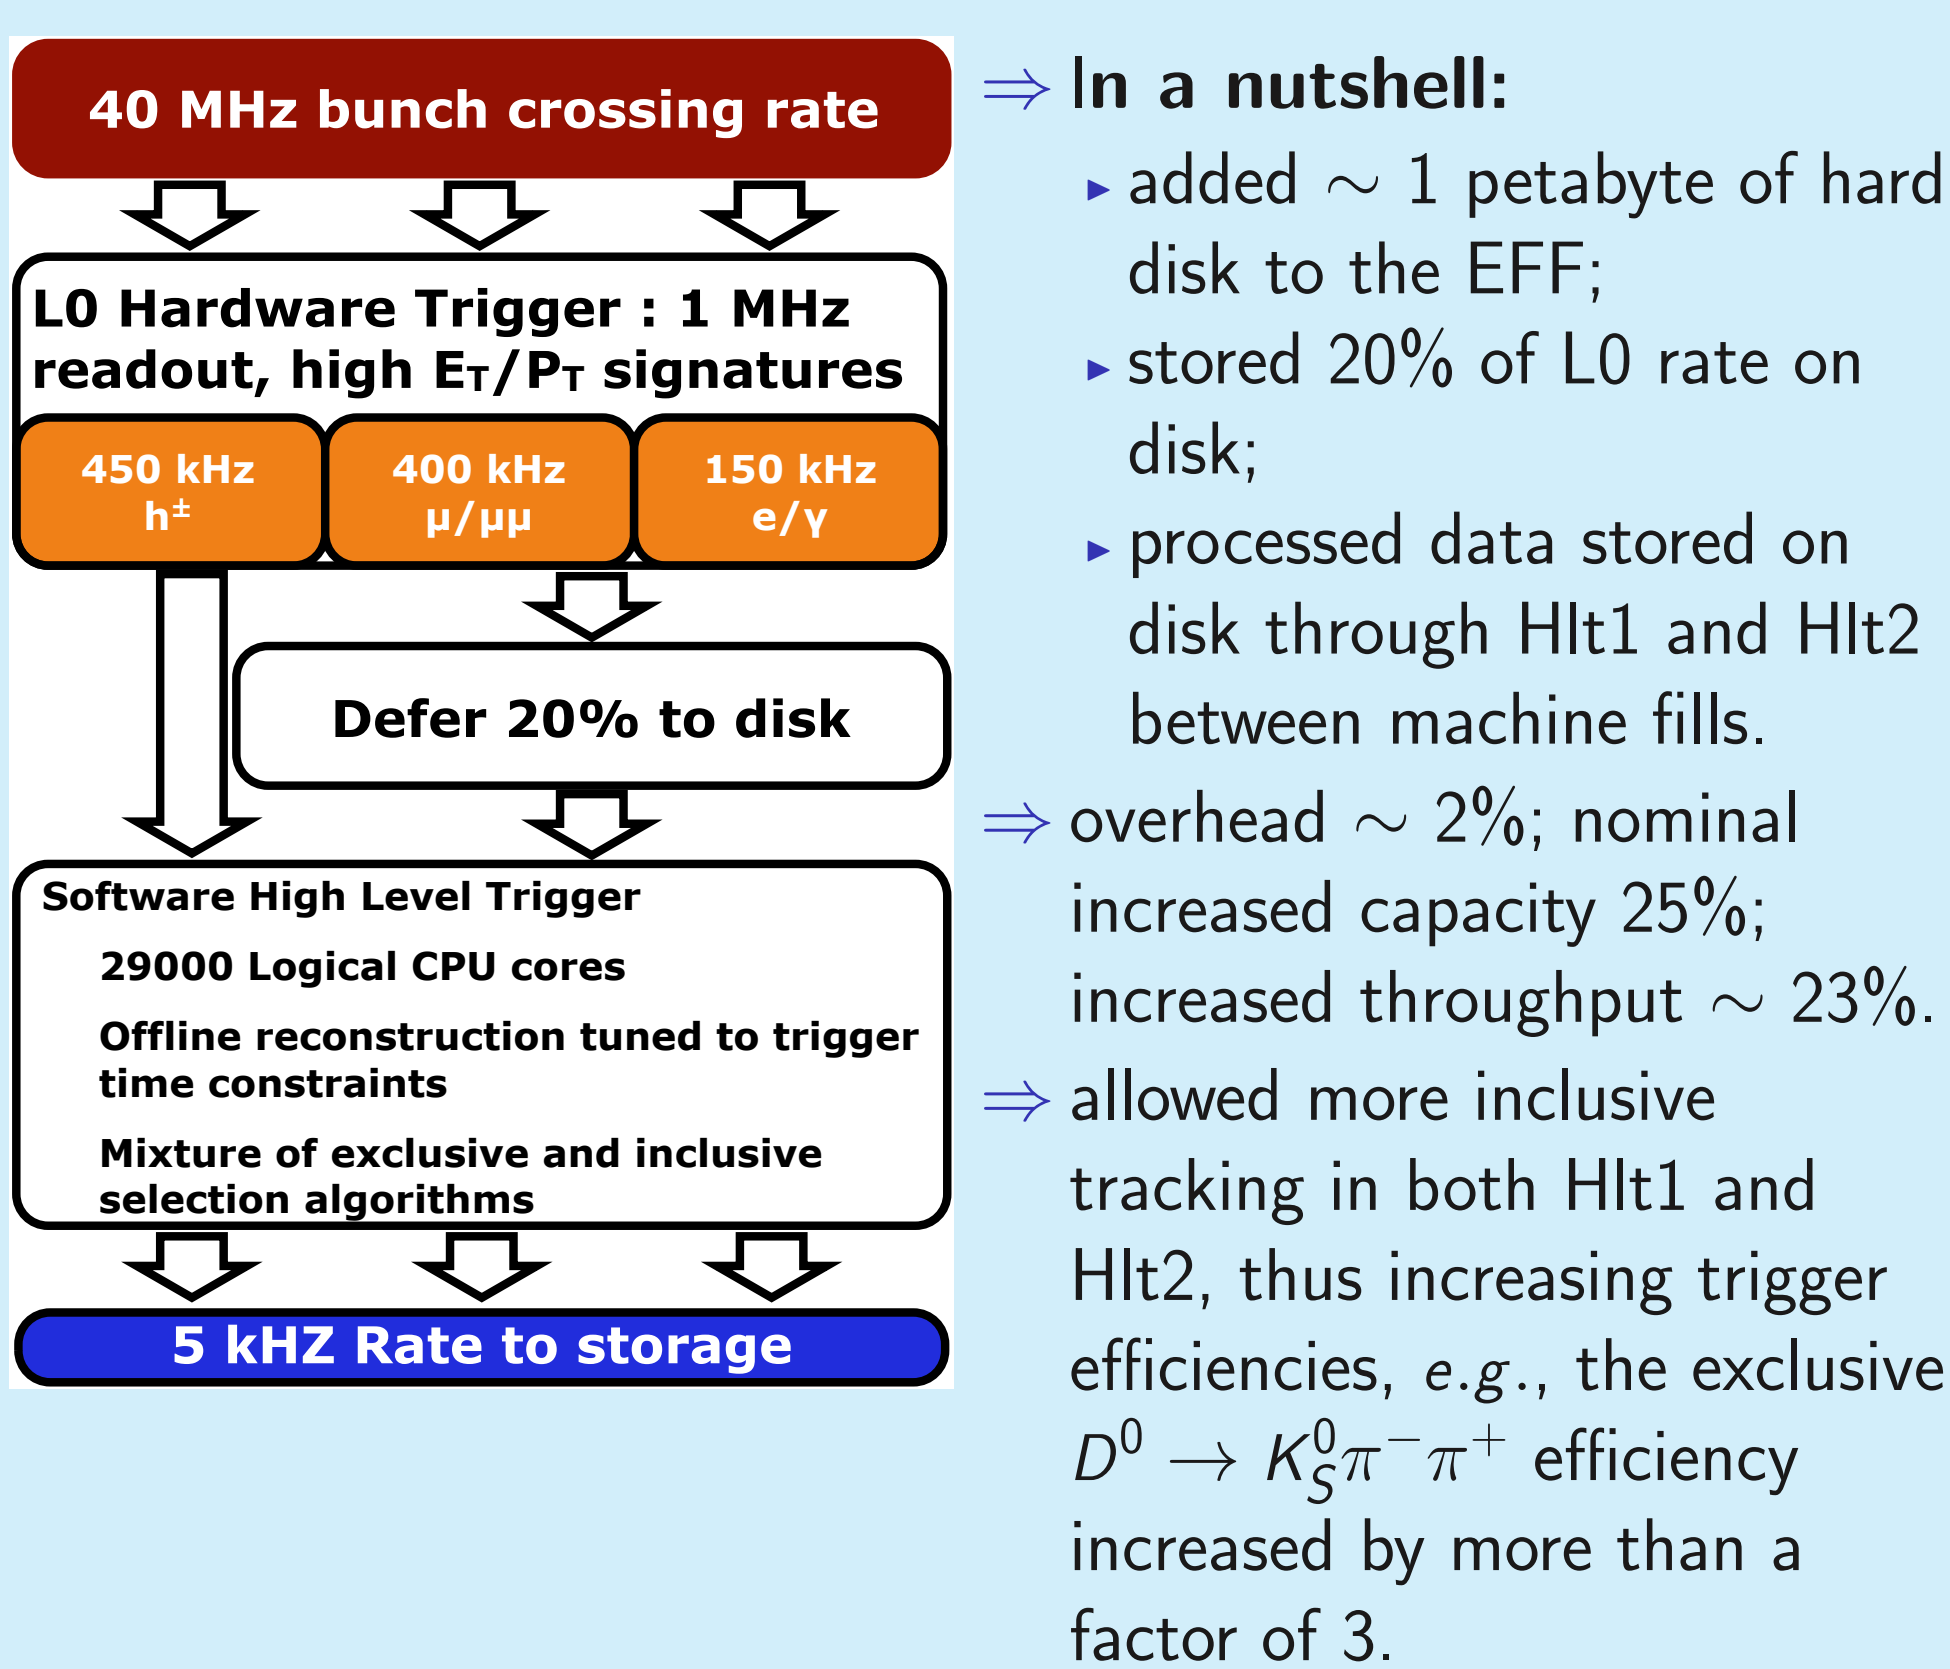 40 MHz bunch crossing rate
L0 Hardware Trigger : 1 MHz
readout, high E_T/P_T signatures
450 kHz
h±
400 kHz
μ/μμ
150 kHz
e/γ
Defer 20% to disk
Software High Level Trigger
29000 Logical CPU cores
Offline reconstruction tuned to trigger
time constraints
Mixture of exclusive and inclusive
selection algorithms
5 kHZ Rate to storage
⇒ In a nutshell:
▸ added ∼ 1 petabyte of hard
disk to the EFF;
▸ stored 20% of L0 rate on
disk;
▸ processed data stored on
disk through Hlt1 and Hlt2
between machine fills.
⇒ overhead ∼ 2%; nominal
increased capacity 25%;
increased throughput ∼ 23%.
⇒ allowed more inclusive
tracking in both Hlt1 and
Hlt2, thus increasing trigger
efficiencies, e.g., the exclusive
D⁰ → K_S⁰π⁻π⁺ efficiency
increased by more than a
factor of 3.